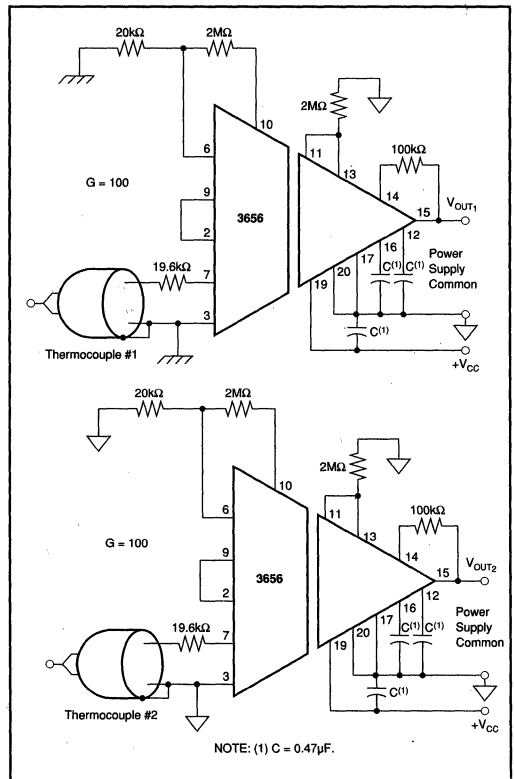 20kΩ
2MΩ
10
6
G = 100
9
3656
2
19.6kΩ
7
3
Thermocouple #1
2MΩ
11
13
100kΩ
14
15
V_OUT1
12
16
17
20
19
C(1)
C(1)
Power
Supply
Common
C(1)
+V_CC
20kΩ
2MΩ
10
6
G = 100
9
3656
2
19.6kΩ
7
3
Thermocouple #2
2MΩ
11
13
100kΩ
14
15
V_OUT2
12
16
17
20
19
C(1)
C(1)
Power
Supply
Common
C(1)
+V_CC
NOTE: (1) C = 0.47µF.